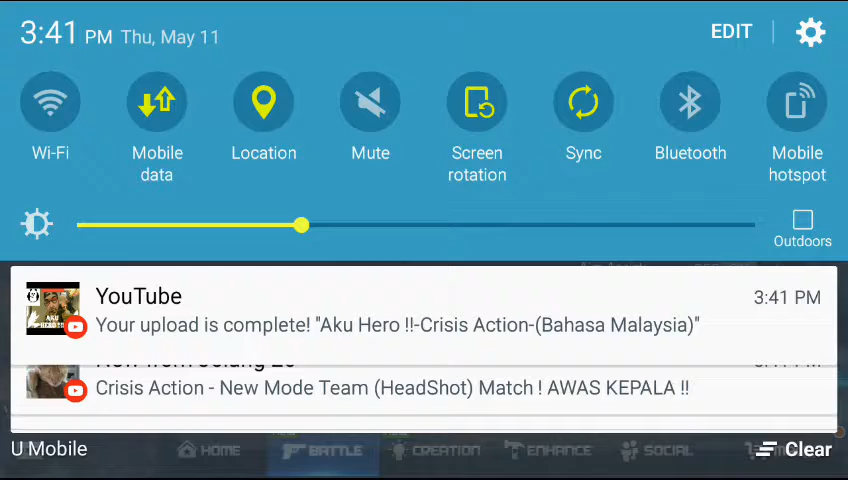 3:41 PM Thu, May 11
EDIT
Wi-Fi
Mobile data
Location
Mute
Screen rotation
Sync
Bluetooth
Mobile hotspot
Outdoors
YouTube
3:41 PM
Your upload is complete! "Aku Hero !!-Crisis Action-(Bahasa Malaysia)"
Crisis Action - New Mode Team (HeadShot) Match ! AWAS KEPALA !!
U Mobile
HOME
BATTLE
CREATION
ENHANCE
SOCIAL
Clear